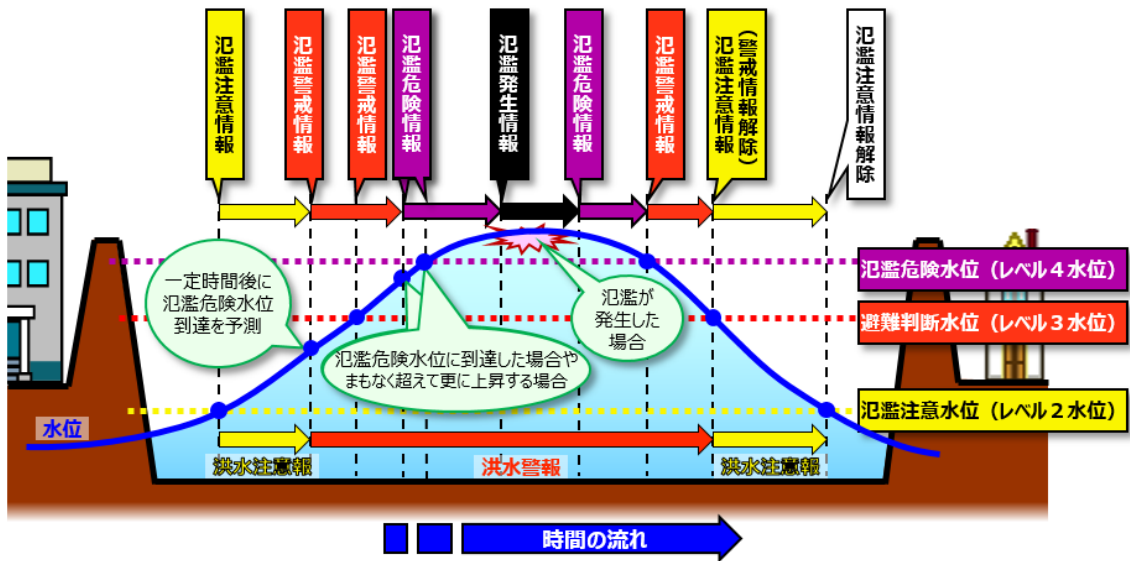 氾濫注意情報
氾濫警戒情報
氾濫警戒情報
氾濫危険情報
氾濫発生情報
氾濫危険情報
氾濫警戒情報
(警戒情報解除)
氾濫注意情報
氾濫注意情報解除
一定時間後に
氾濫危険水位
到達を予測
氾濫危険水位に到達した場合や
まもなく超えて更に上昇する場合
氾濫が
発生した
場合
氾濫危険水位(レベル4水位)
避難判断水位(レベル3水位)
氾濫注意水位(レベル2水位)
水位
洪水注意報
洪水警報
洪水注意報
時間の流れ